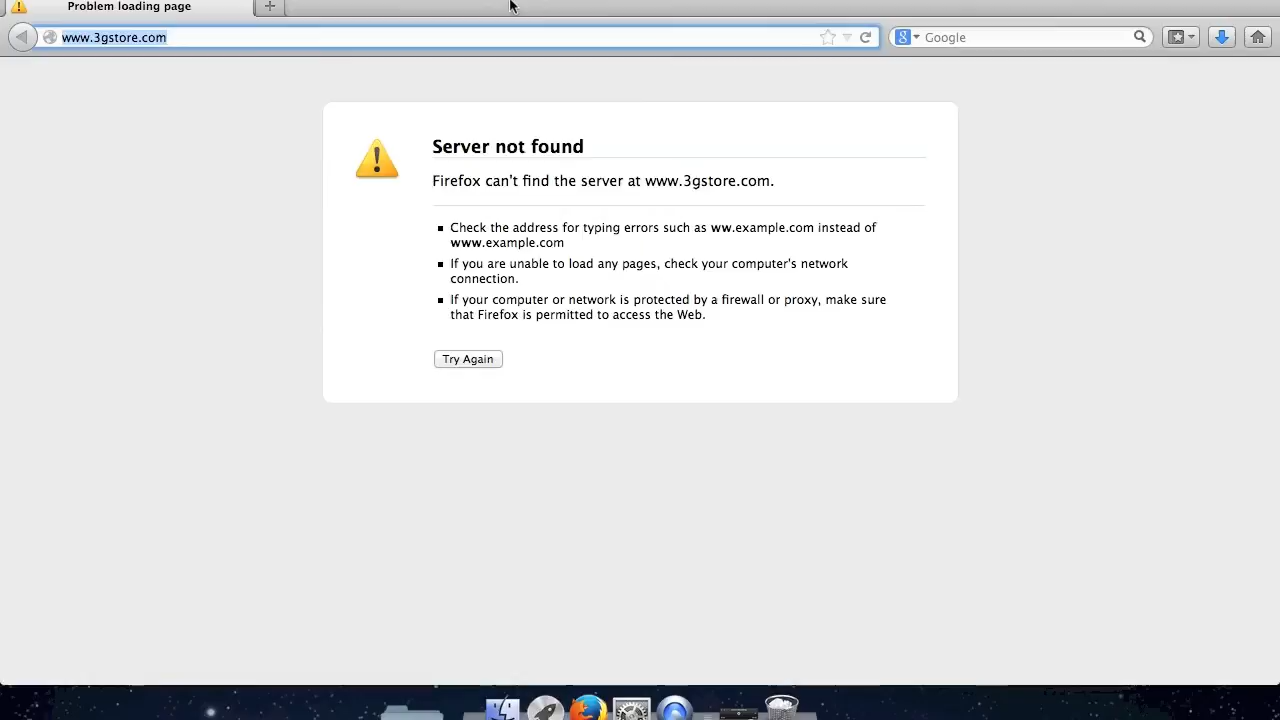 Problem loading page
www.3gstore.com
Google
Server not found
Firefox can't find the server at www.3gstore.com.
Check the address for typing errors such as ww.example.com instead of
www.example.com
If you are unable to load any pages, check your computer's network
connection.
If your computer or network is protected by a firewall or proxy, make sure
that Firefox is permitted to access the Web.
Try Again